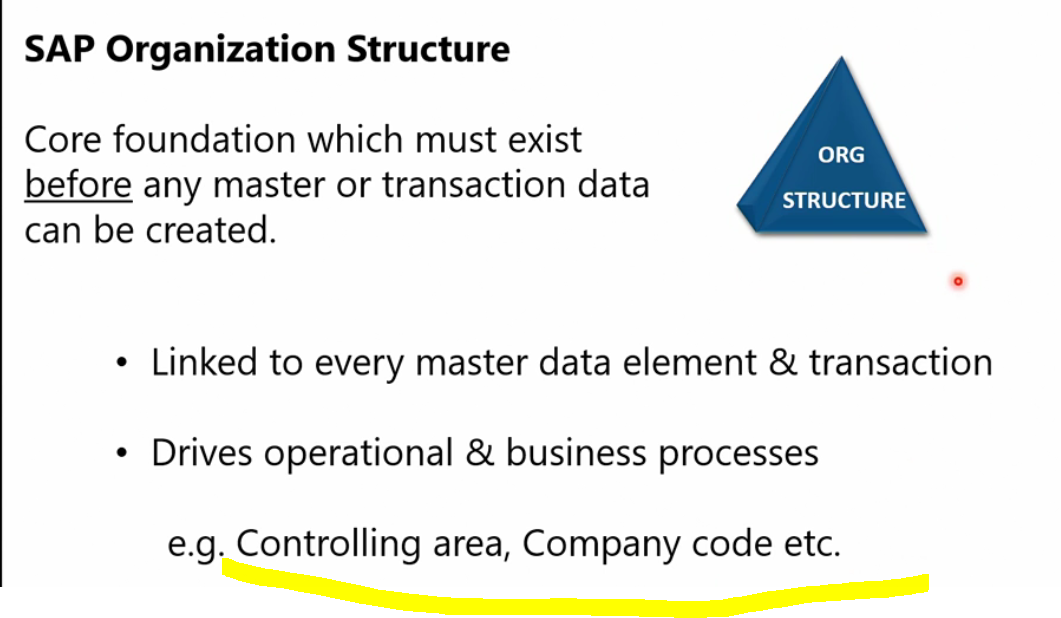 SAP Organization Structure
Core foundation which must exist
before any master or transaction data
can be created.
ORG
STRUCTURE
• Linked to every master data element & transaction
• Drives operational & business processes
e.g. Controlling area, Company code etc.